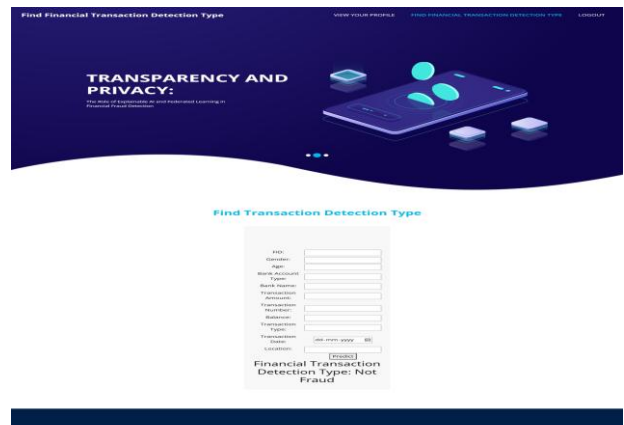 Find Financial Transaction Detection Type
VIEW YOUR PROFILE FIND FINANCIAL TRANSACTION DETECTION TYPE LOGOUT
TRANSPARENCY AND
PRIVACY:
The Role of Explainable AI and Federated Learning in
Financial Fraud Detection
Find Transaction Detection Type
FID:
Gender:
Age:
Bank Account
Type:
Bank Name:
Transaction
Amount:
Transaction
Number:
Balance:
Transaction
Type:
Transaction
Date:
dd-mm-yyyy
Location:
Predict
Financial Transaction
Detection Type: Not
Fraud